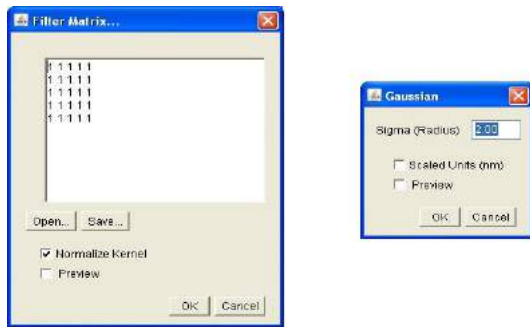 Filter Matrix...
1 1 1 1 1
1 1 1 1 1
1 1 1 1 1
1 1 1 1 1
1 1 1 1 1
Open... Save...
Normalize Kernel
Preview
OK Cancel
Gaussian
Sigma (Radius) 2.00
Scaled Units (nm)
Preview
OK Cancel